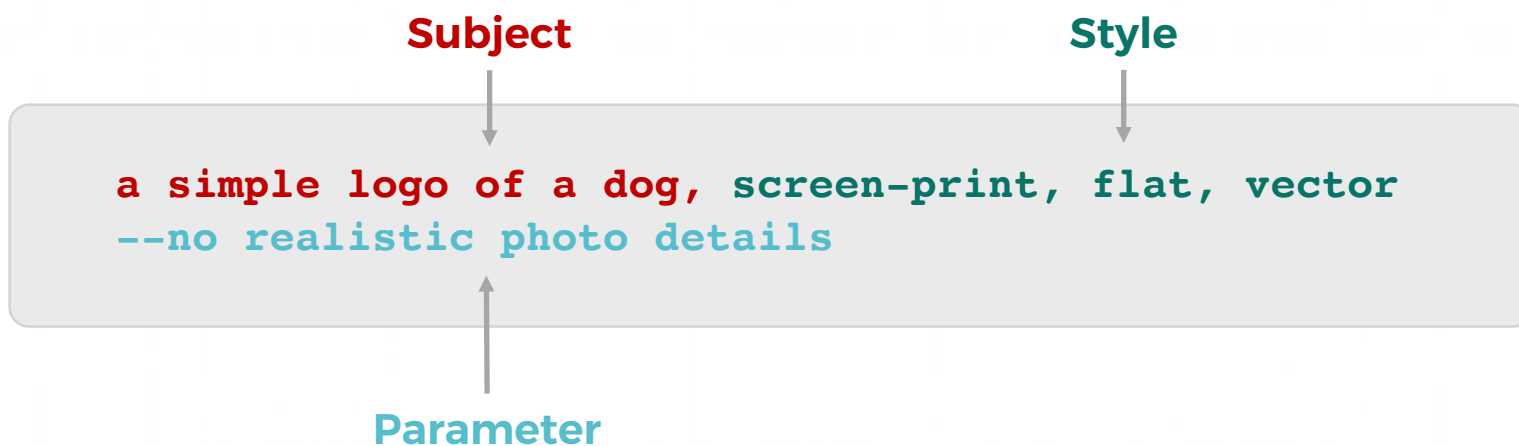 Subject
Style
a simple logo of a dog, screen-print, flat, vector
--no realistic photo details
Parameter